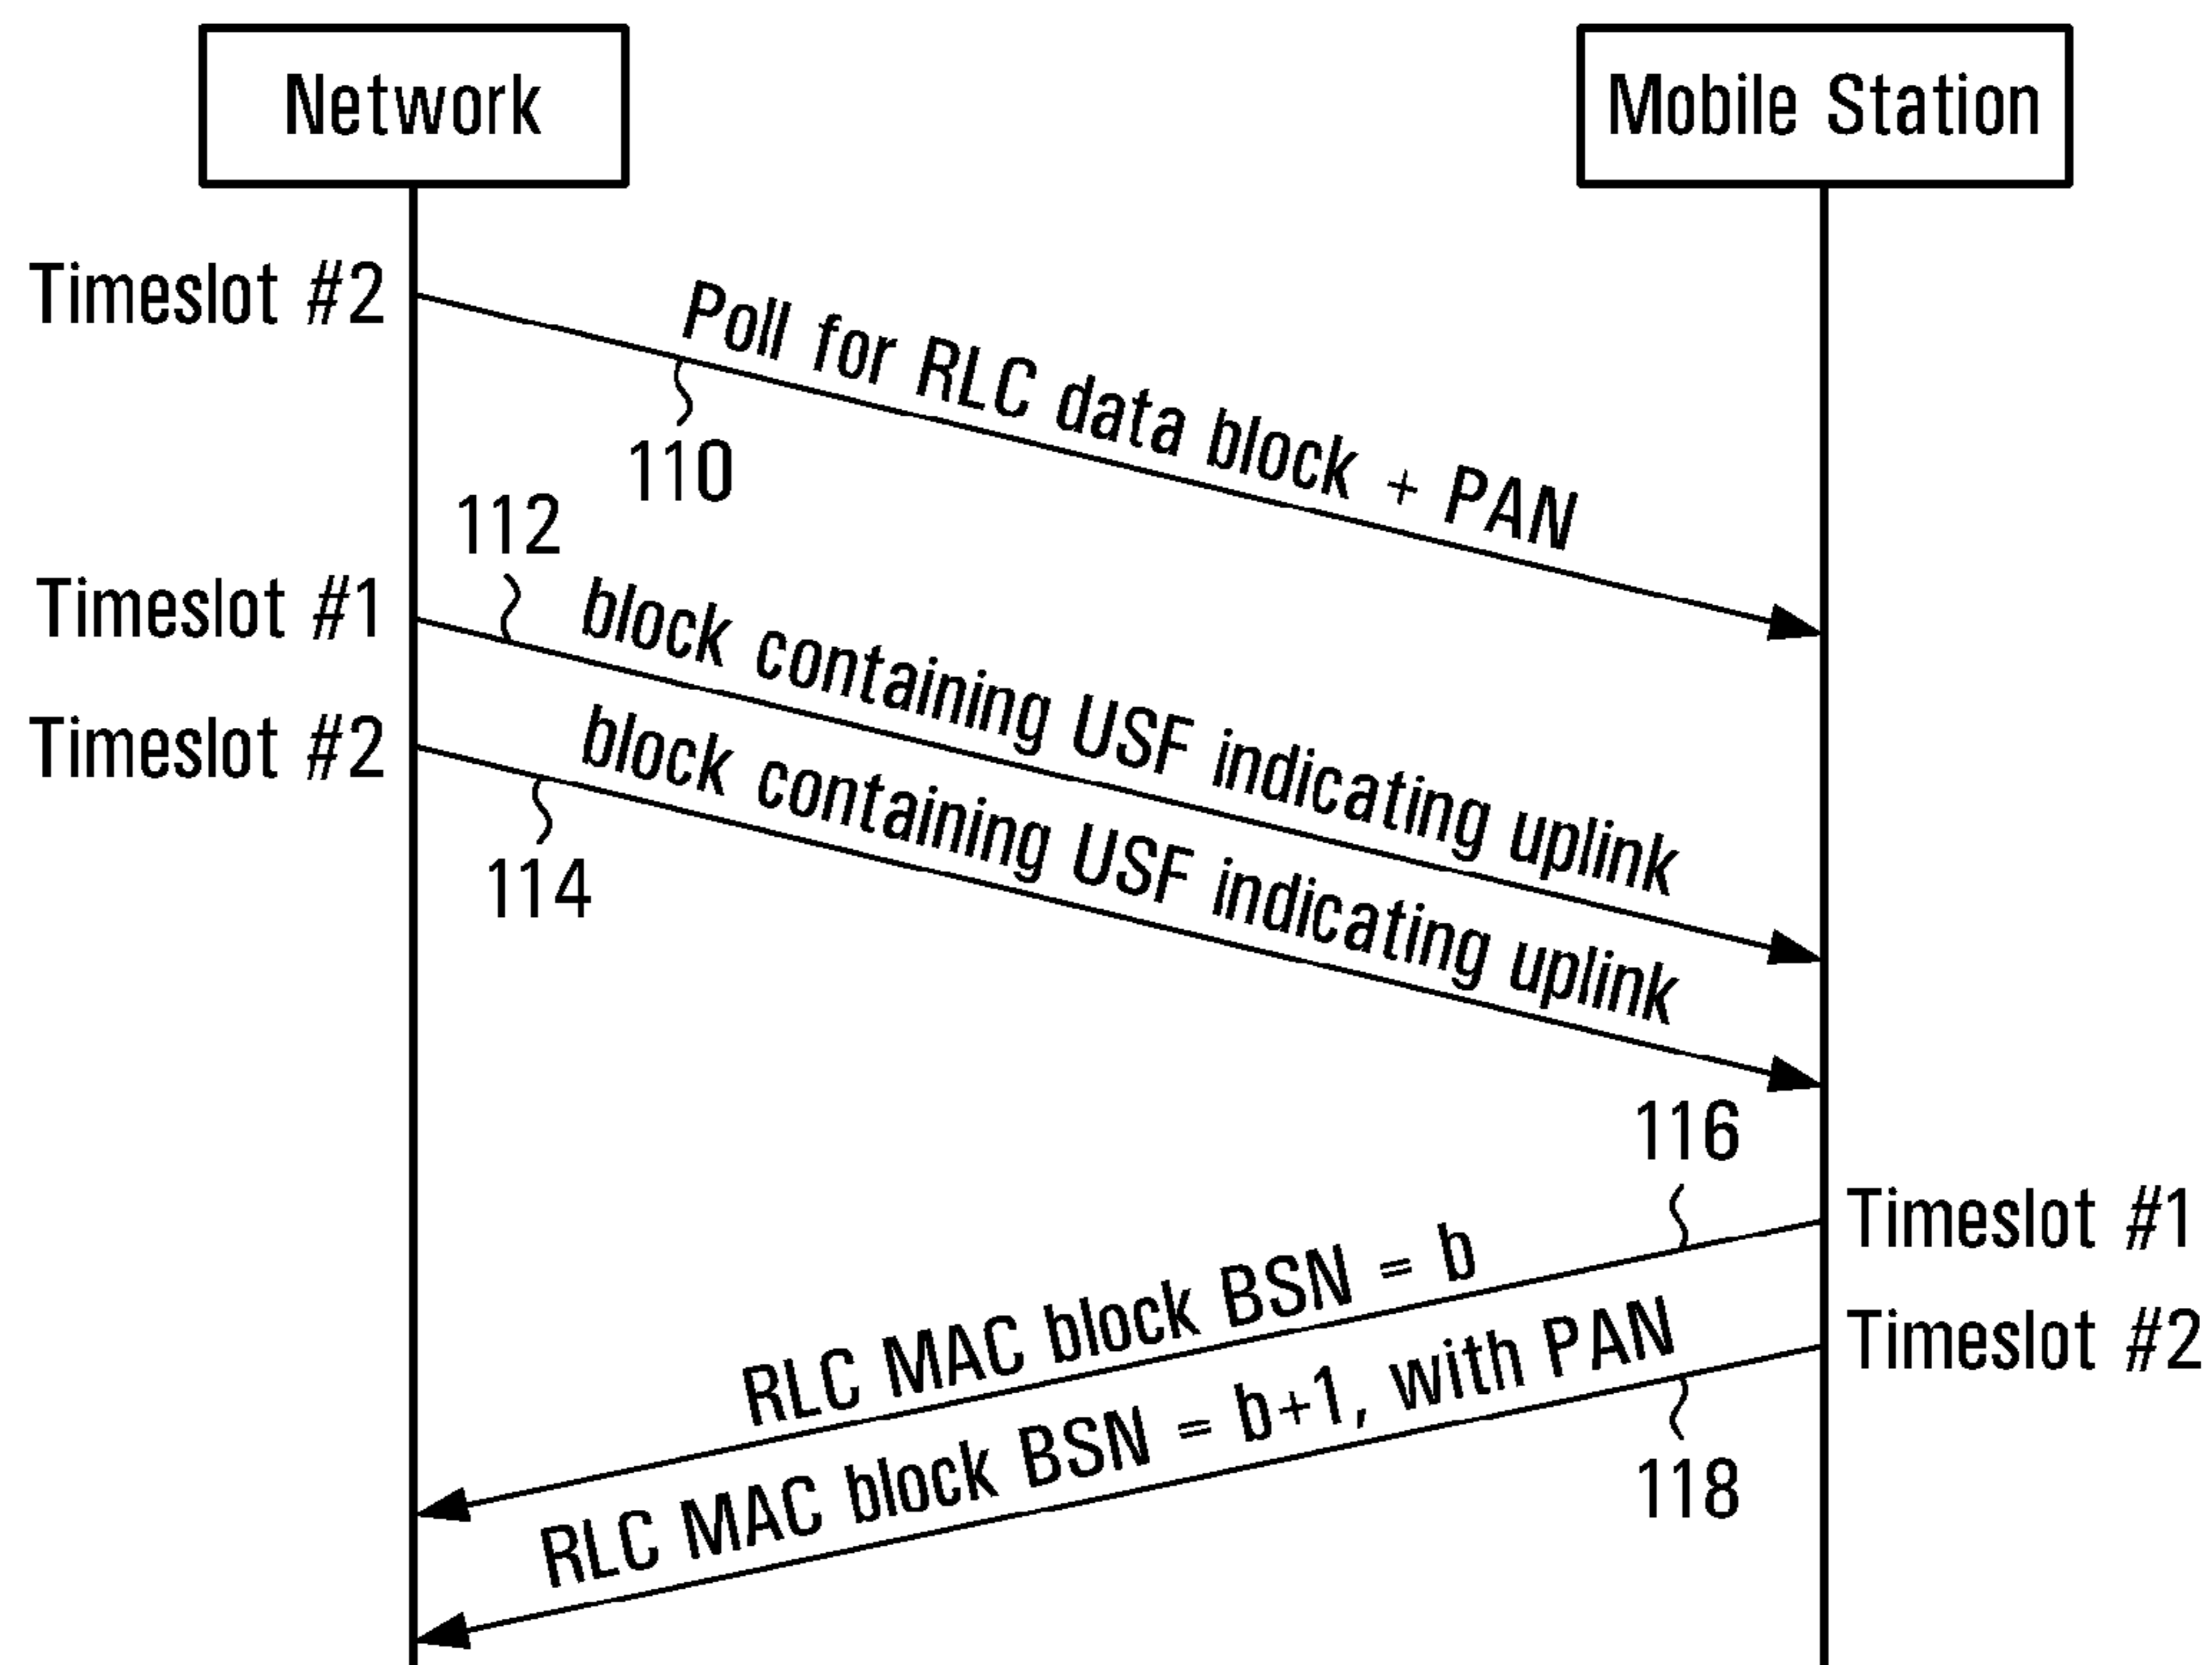 Network
Mobile Station
Timeslot #2
Poll for RLC data block + PAN
110
112
Timeslot #1
block containing USF indicating uplink
Timeslot #2
block containing USF indicating uplink
114
116
Timeslot #1
RLC MAC block BSN = b
Timeslot #2
RLC MAC block BSN = b+1, with PAN
118